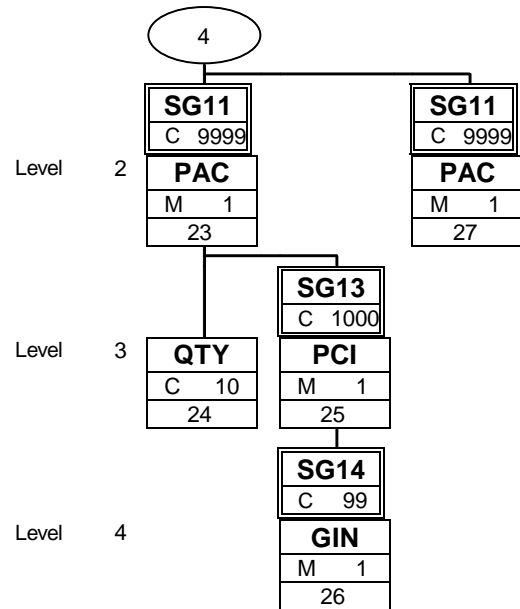 4
SG11 SG11
C 9999 C 9999
Level 2 PAC PAC
M 1 M 1
23 27
SG13
C 1000
Level 3 QTY PCI
C 10 M 1
24 25
SG14
C 99
Level 4 GIN
M 1
26